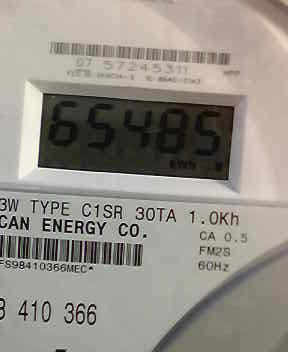 07 57245311
65485
KWH
3W TYPE C1SR 30TA 1.0Kh
CAN ENERGY CO.
CA 0.5
FM2S
60Hz
FS98410366MEC*
410 366